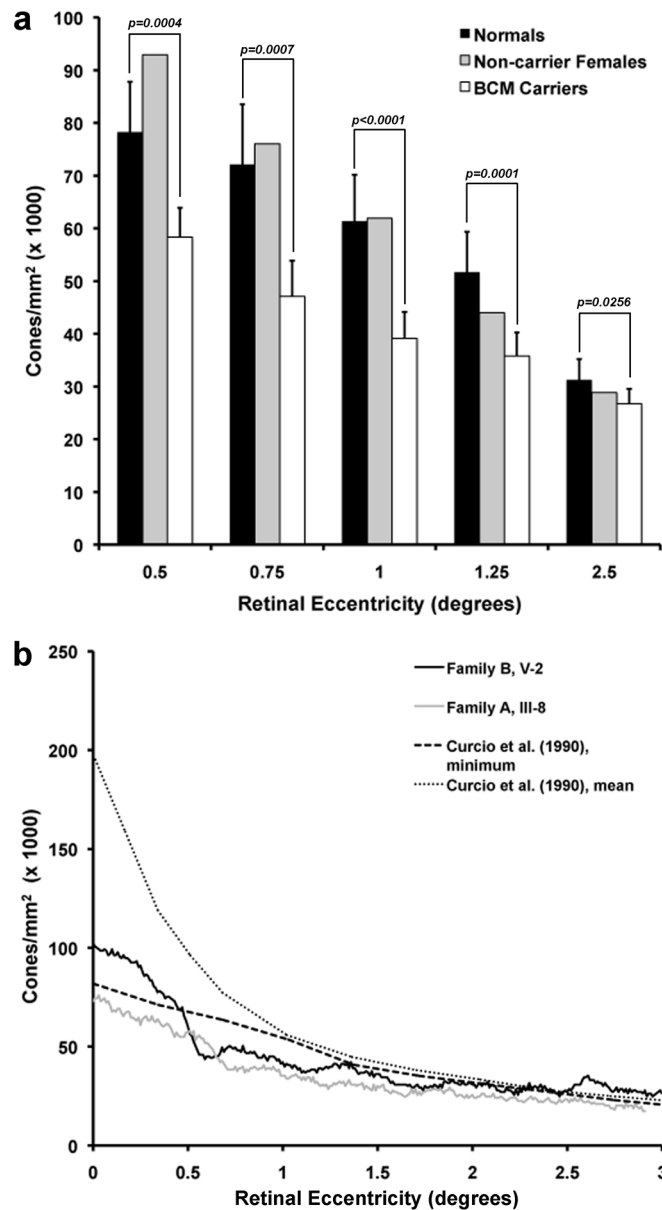 a
100
90
80
70
60
50
40
30
20
10
0
Cones/mm² (x 1000)
p=0.0004
p=0.0007
p<0.0001
p=0.0001
p=0.0256
Normals
Non-carrier Females
BCM Carriers
0.5 0.75 1 1.25 2.5
Retinal Eccentricity (degrees)
b
250
200
150
100
50
0
Cones/mm² (x 1000)
Family B, V-2
Family A, III-8
Curcio et al. (1990),
minimum
Curcio et al. (1990), mean
0 0.5 1 1.5 2 2.5 3
Retinal Eccentricity (degrees)